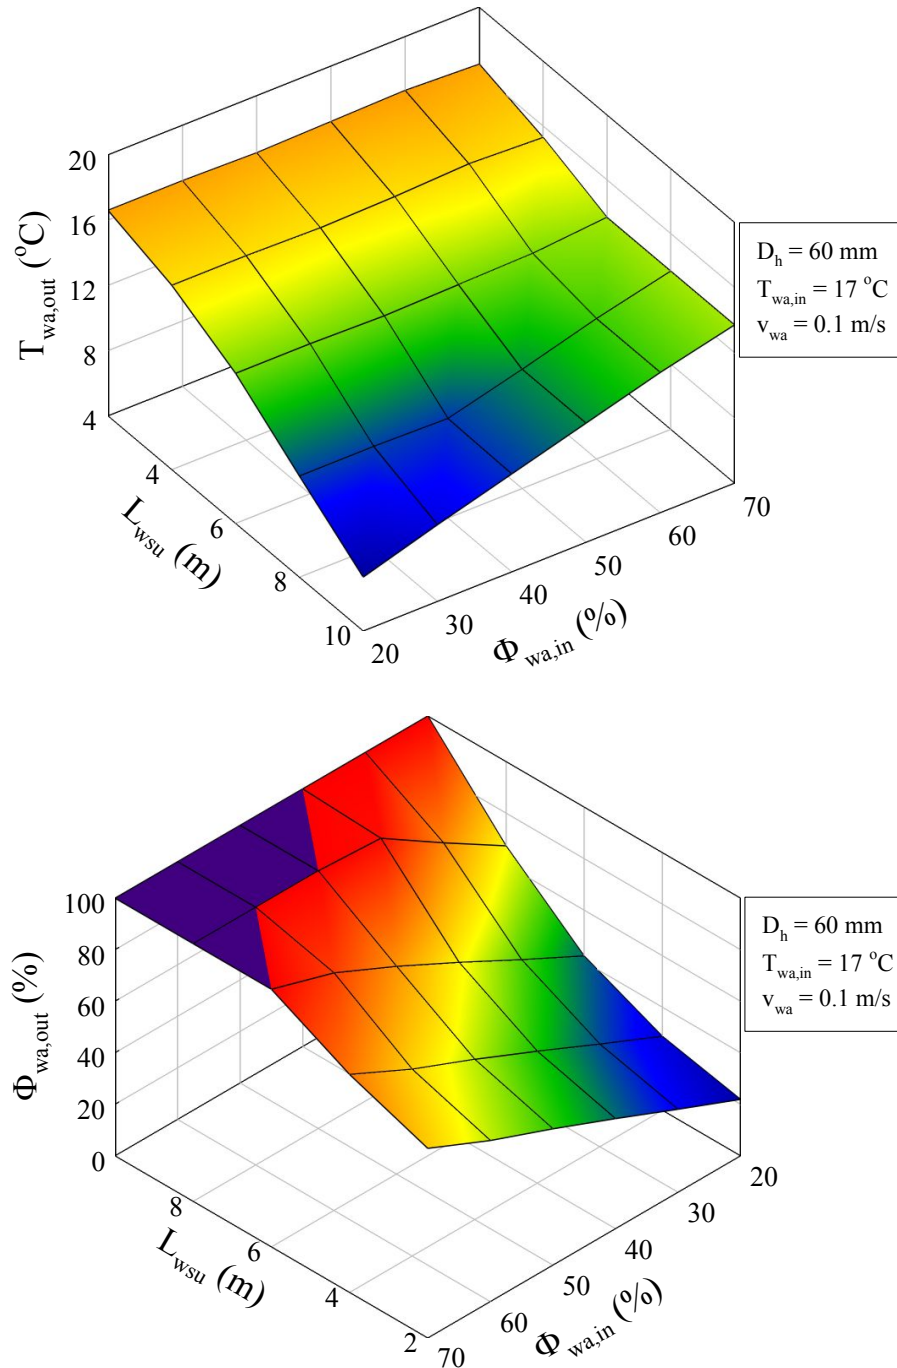 20
16
12
8
4
T_wa,out (°C)
4
6
8
10
L_wsu (m)
20
30
40
50
60
70
Φ_wa,in (%)
D_h = 60 mm
T_wa,in = 17 °C
v_wa = 0.1 m/s
100
80
60
40
20
0
Φ_wa,out (%)
8
6
4
2
L_wsu (m)
70
60
50
40
30
20
Φ_wa,in (%)
D_h = 60 mm
T_wa,in = 17 °C
v_wa = 0.1 m/s